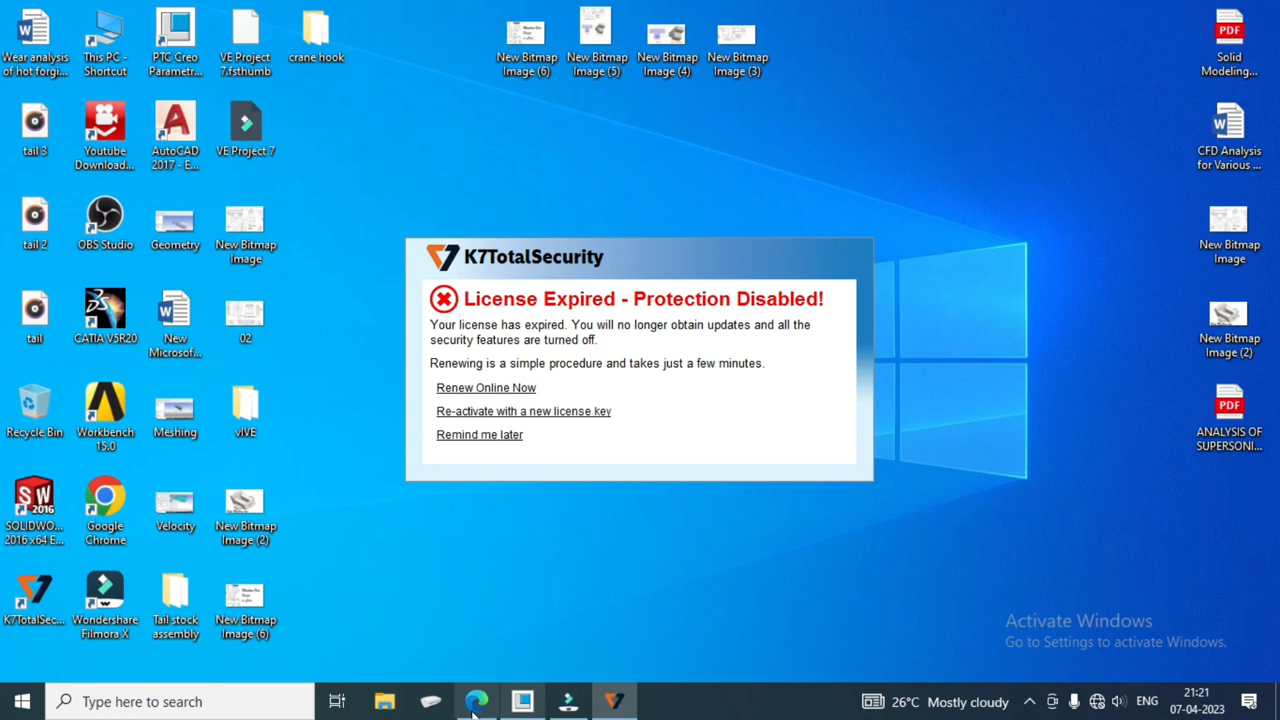 Wear analysis
of hot forgi...
This PC -
Shortcut
PTC Creo
Parametr...
VE Project
7.fsthumb
crane hook
New Bitmap
Image (6)
New Bitmap
Image (5)
New Bitmap
Image (4)
New Bitmap
Image (3)
PDF
Solid
Modeling...
tail 3
Youtube
Download...
AutoCAD
2017 - E...
VE Project 7
CFD Analysis
for Various ...
tail 2
OBS Studio
Geometry
New Bitmap
Image
New Bitmap
Image
tail
CATIA V5R20
New
Microsof...
02
New Bitmap
Image (2)
Recycle Bin
Workbench
15.0
Meshing
vIVE
PDF
ANALYSIS OF
SUPERSONI...
SW
2016
SOLIDWO...
2016 x64 E...
Google
Chrome
Velocity
New Bitmap
Image (2)
K7TotalSec...
Wondershare
Filmora X
Tail stock
assembly
New Bitmap
Image (6)
K7TotalSecurity
License Expired - Protection Disabled!
Your license has expired. You will no longer obtain updates and all the
security features are turned off.
Renewing is a simple procedure and takes just a few minutes.
Renew Online Now
Re-activate with a new license key
Remind me later
Activate Windows
Go to Settings to activate Windows.
Type here to search
26°C Mostly cloudy
ENG
21:21
07-04-2023